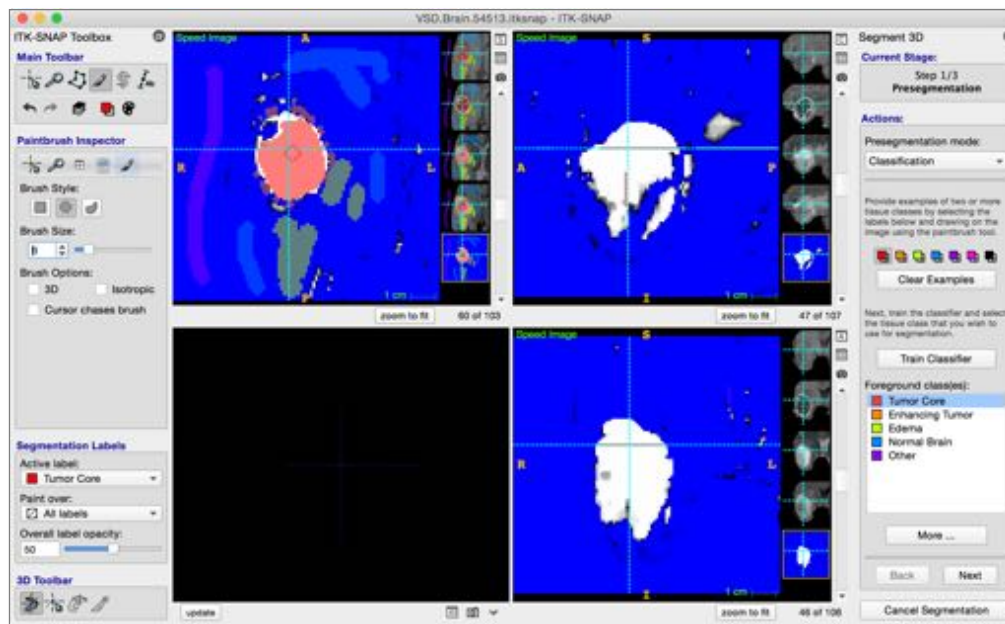 VSD.Brain.54513.itksnap - ITK-SNAP
ITK-SNAP Toolbox
Main Toolbar
Paintbrush Inspector
Brush Style:
Brush Size:
Brush Options:
3D
Isotropic
Cursor chases brush
Segmentation Labels
Active label:
Tumor Core
Paint over:
All labels
Overall label opacity:
50
3D Toolbar
Speed Image
A
R
L
P
1 cm
zoom to fit
60 of 103
Speed Image
S
A
P
I
1 cm
zoom to fit
47 of 107
update
Speed Image
S
R
L
I
1 cm
zoom to fit
46 of 106
Segment 3D
Current Stage:
Step 1/3
Presegmentation
Actions:
Presegmentation mode:
Classification
Provide examples of two or more
tissue classes by selecting the
labels below and drawing on the
image using the paintbrush tool.
Clear Examples
Next, train the classifier and select
the tissue class that you wish to
use for segmentation.
Train Classifier
Foreground class(es):
Tumor Core
Enhancing Tumor
Edema
Normal Brain
Other
More ...
Back
Next
Cancel Segmentation